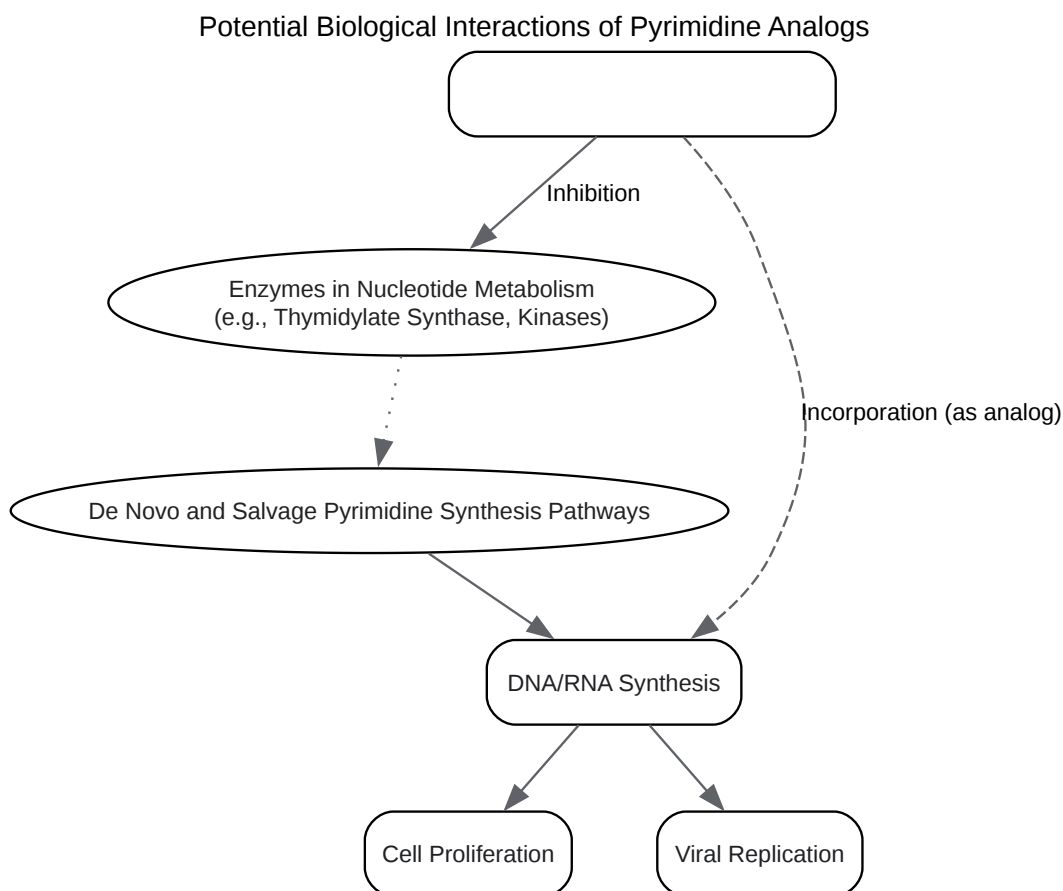 Potential Biological Interactions of Pyrimidine Analogs
Inhibition
Enzymes in Nucleotide Metabolism
(e.g., Thymidylate Synthase, Kinases)
Incorporation (as analog)
De Novo and Salvage Pyrimidine Synthesis Pathways
DNA/RNA Synthesis
Cell Proliferation
Viral Replication